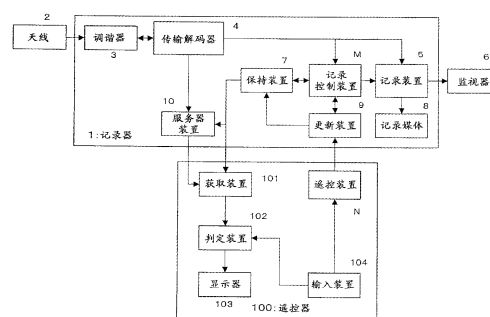 2
天线
调谐器
3
4
传输解码器
7
保持装置
M
记录控制装置
5
记录装置
6
监视器
10
服务器装置
9
更新装置
8
记录媒体
1:记录器
101
获取装置
遥控装置
N
102
判定装置
104
输入装置
显示器
103
100:遥控器